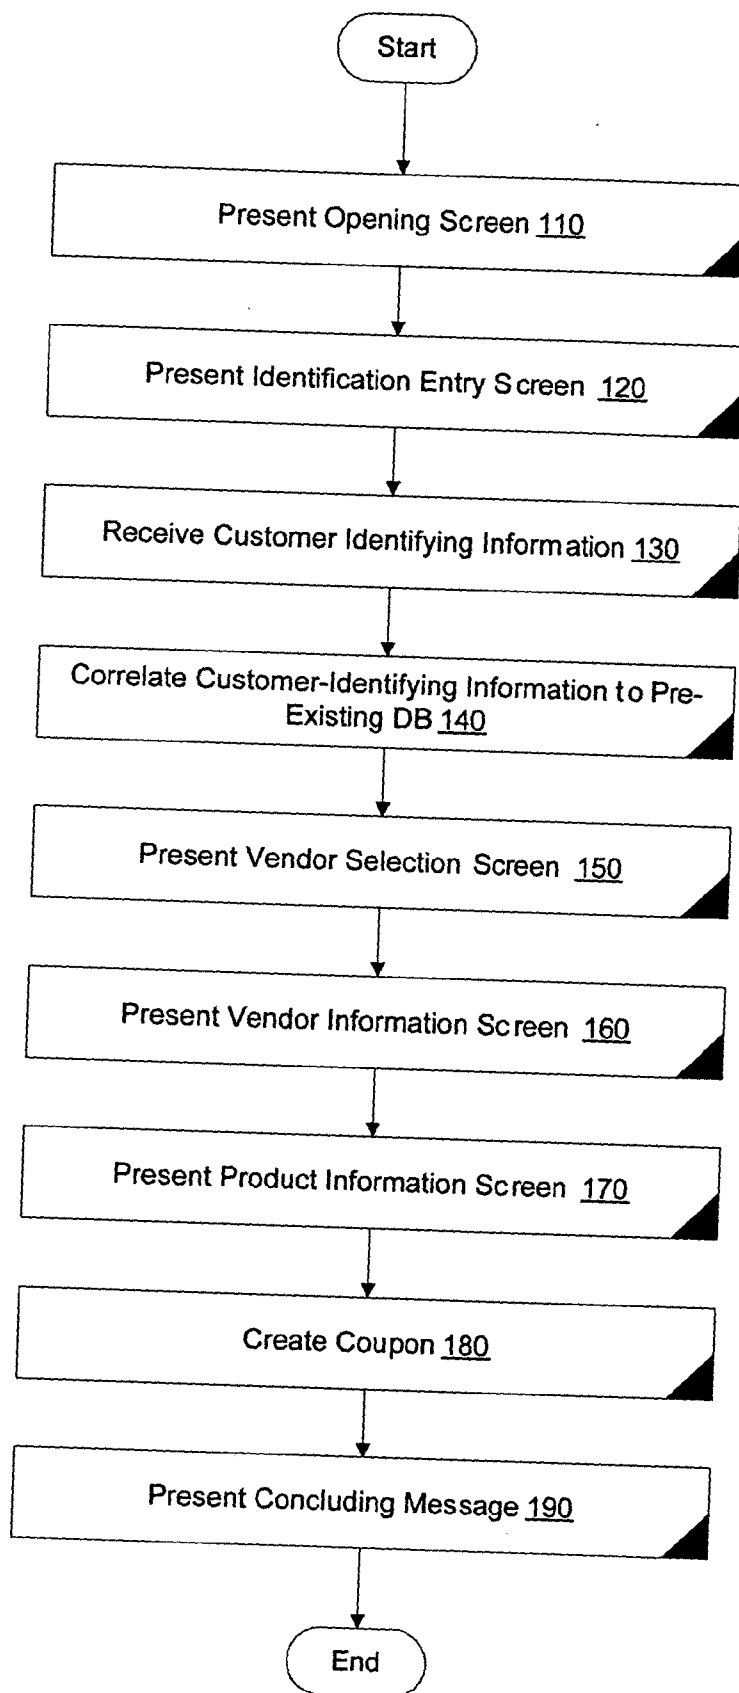 Start
Present Opening Screen 110
Present Identification Entry Screen 120
Receive Customer Identifying Information 130
Correlate Customer-Identifying Information to Pre-
Existing DB 140
Present Vendor Selection Screen 150
Present Vendor Information Screen 160
Present Product Information Screen 170
Create Coupon 180
Present Concluding Message 190
End